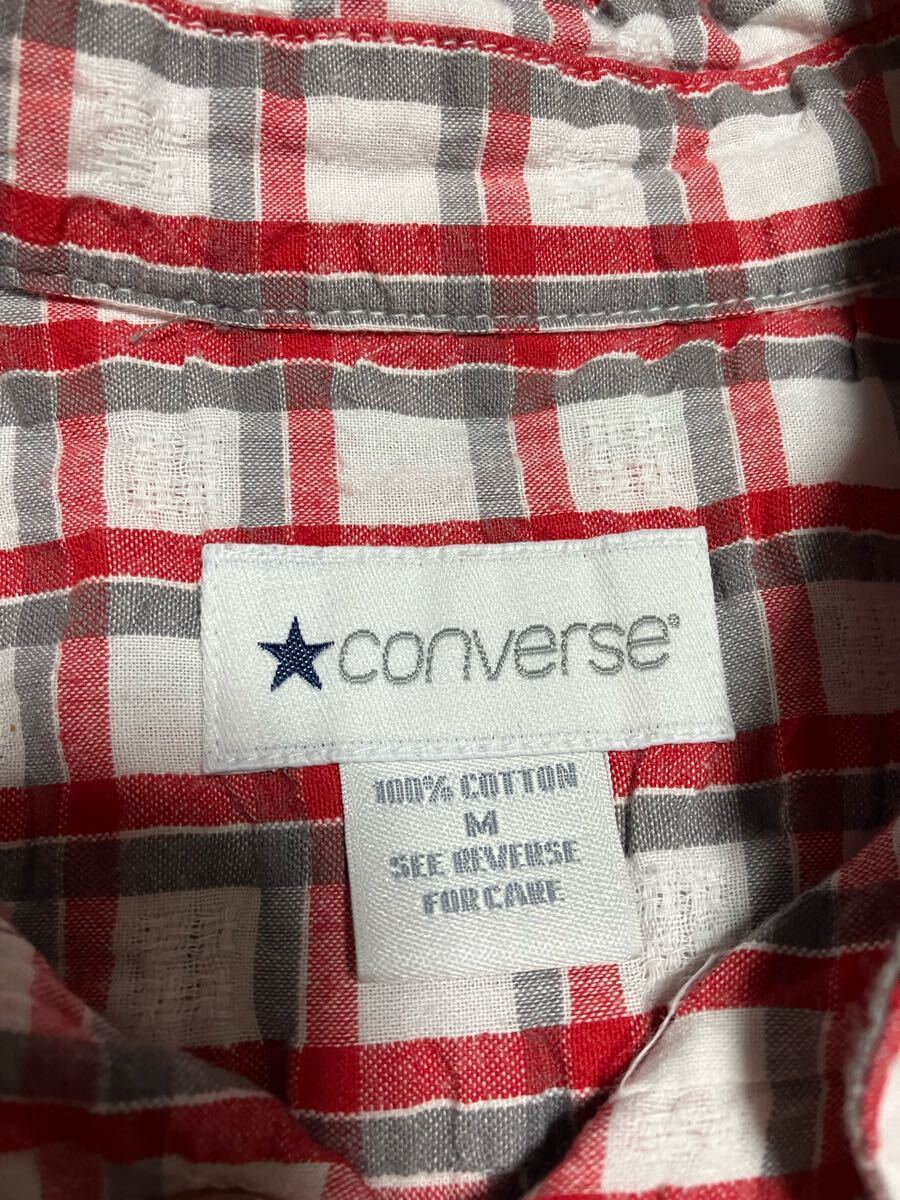 converse®
100% COTTON
M
SEE REVERSE
FOR CARE